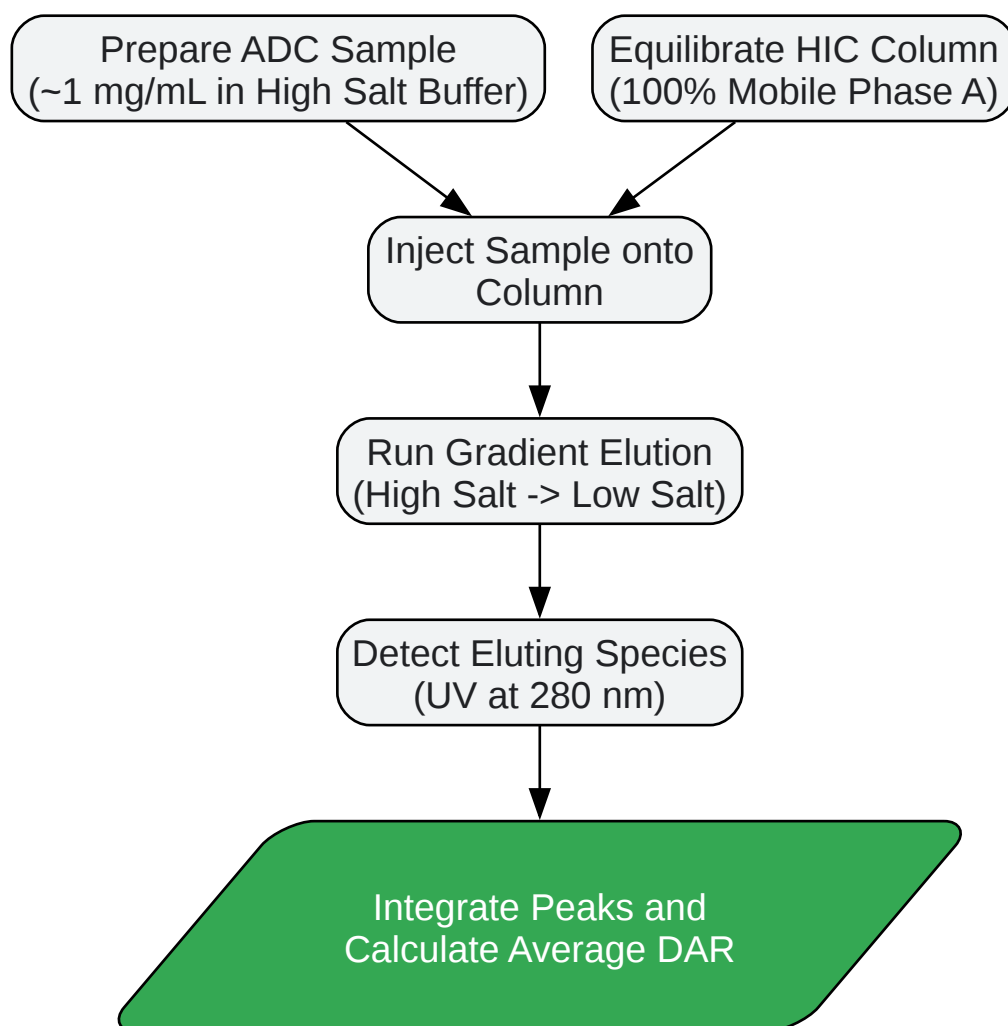 Prepare ADC Sample
(~1 mg/mL in High Salt Buffer)
Equilibrate HIC Column
(100% Mobile Phase A)
Inject Sample onto
Column
Run Gradient Elution
(High Salt -> Low Salt)
Detect Eluting Species
(UV at 280 nm)
Integrate Peaks and
Calculate Average DAR